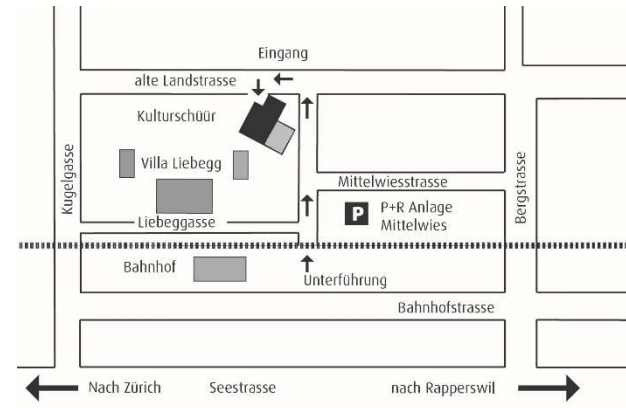 Eingang
alte Landstrasse
Kulturschüür
Villa Liebegg
Kugelgasse
Mittelwiesstrasse
Bergstrasse
P
P+R Anlage
Mittelwies
Liebeggasse
Bahnhof
Unterführung
Bahnhofstrasse
Nach Zürich
Seestrasse
nach Rapperswil